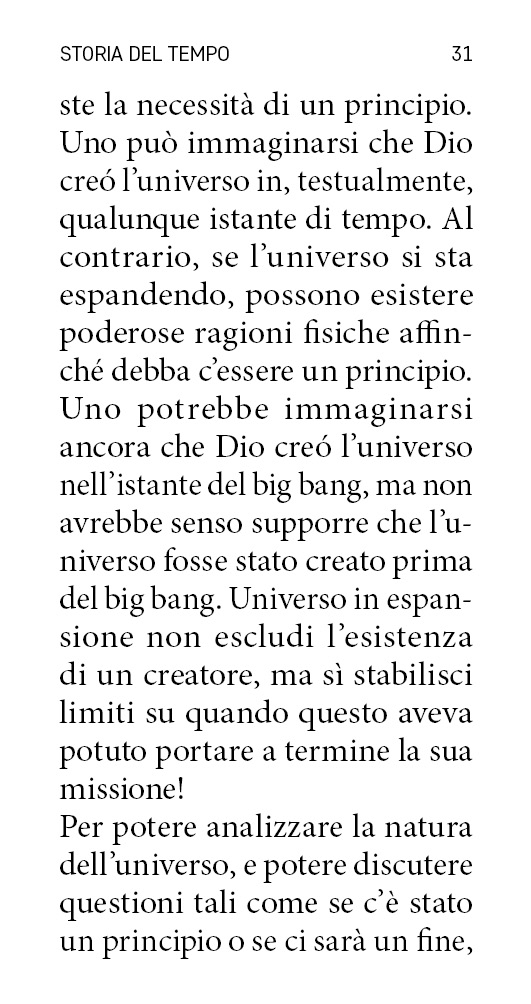 STORIA DEL TEMPO 31
ste la necessità di un principio.
Uno può immaginarsi che Dio
creó l’universo in, testualmente,
qualunque istante di tempo. Al
contrario, se l’universo si sta
espandendo, possono esistere
poderose ragioni fisiche affin-
ché debba c’essere un principio.
Uno potrebbe immaginarsi
ancora che Dio creó l’universo
nell’istante del big bang, ma non
avrebbe senso supporre che l’u-
niverso fosse stato creato prima
del big bang. Universo in espan-
sione non escludi l’esistenza
di un creatore, ma sì stabilisci
limiti su quando questo aveva
potuto portare a termine la sua
missione!
Per potere analizzare la natura
dell’universo, e potere discutere
questioni tali come se c’è stato
un principio o se ci sarà un fine,